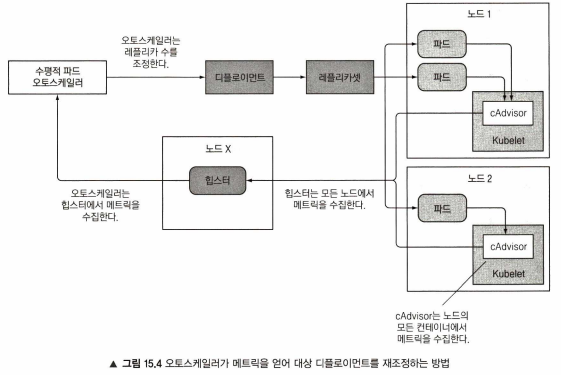 노드 1
오토스케일러는
레플리카 수를
조정한다.
수평적 파드
오토스케일러
디플로이먼트
레플리카셋
파드
파드
cAdvisor
Kubelet
노드 X
힙스터
오토스케일러는
힙스터에서 메트릭을
수집한다.
힙스터는 모든 노드에서
메트릭을 수집한다.
노드 2
파드
cAdvisor
Kubelet
cAdvisor는 노드의
모든 컨테이너에서
메트릭을 수집한다.
▲ 그림 15.4 오토스케일러가 메트릭을 얻어 대상 디플로이먼트를 재조정하는 방법